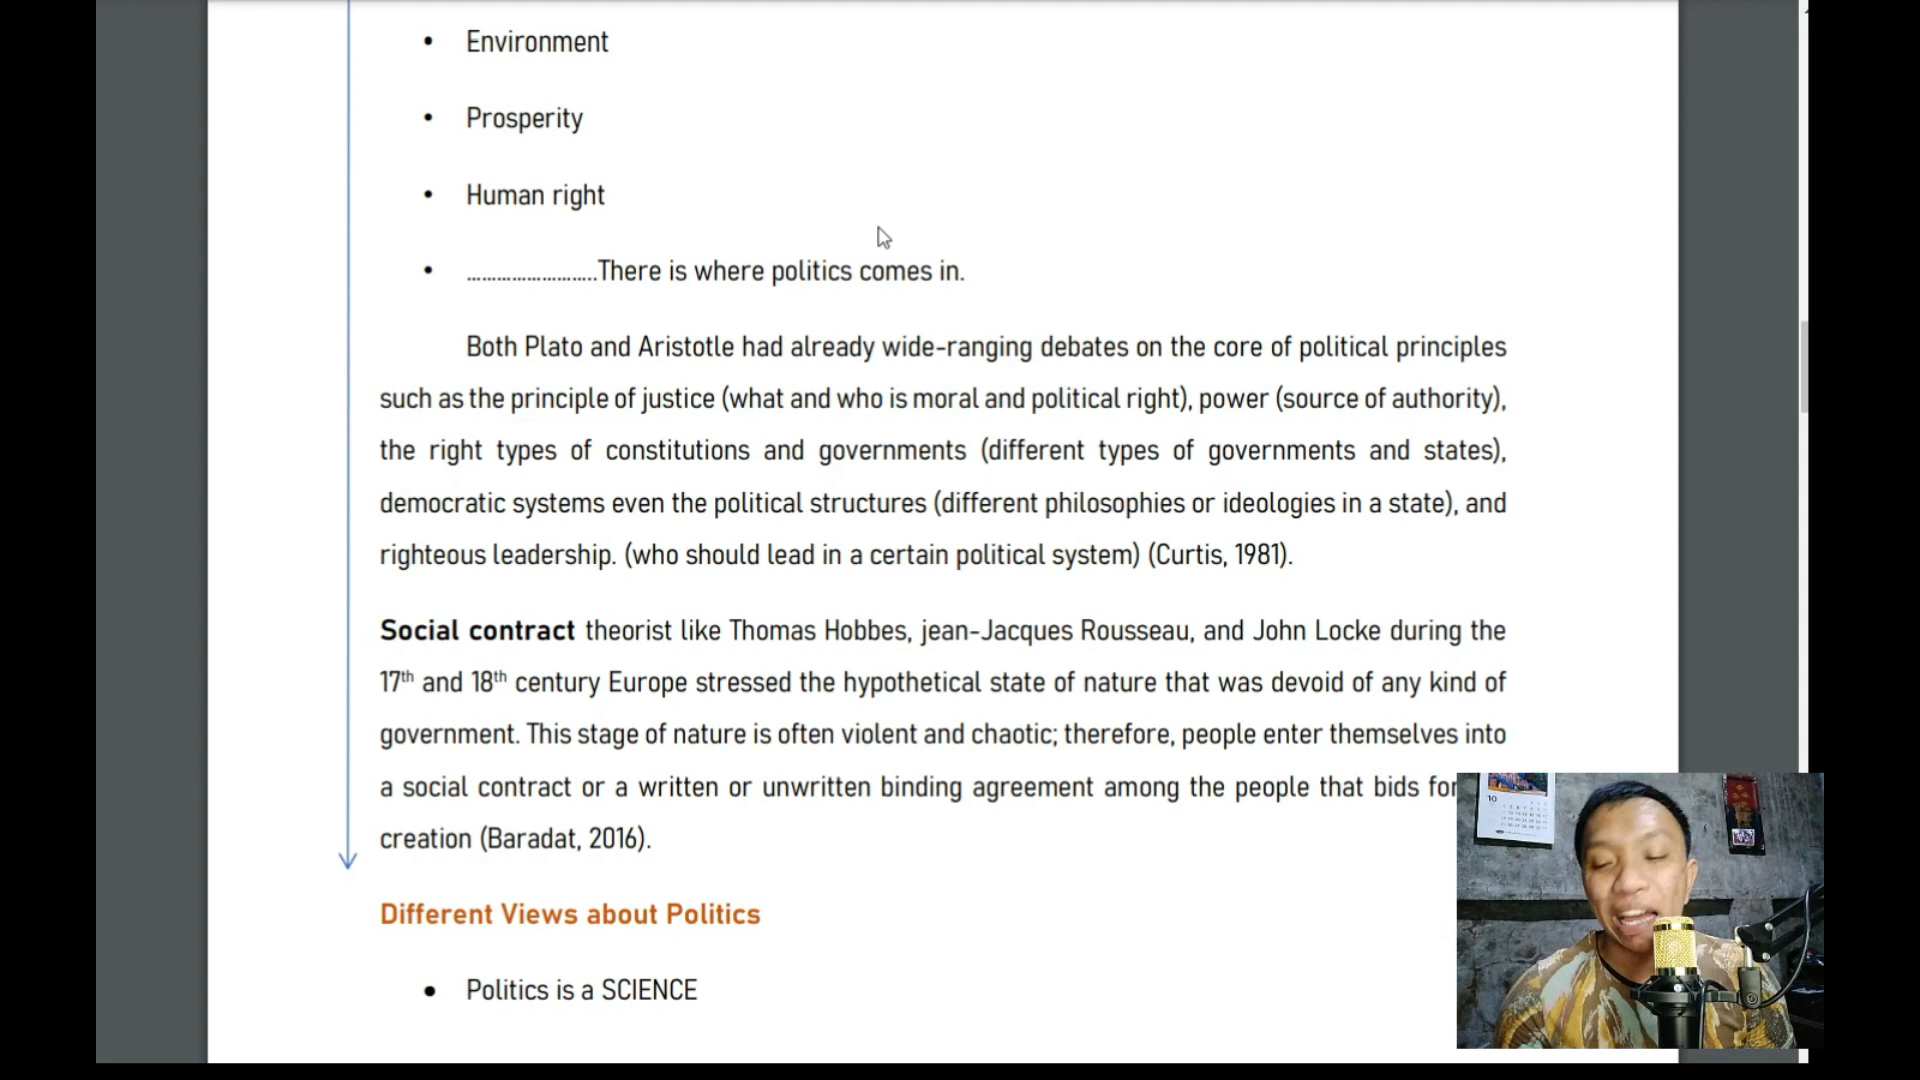 • Environment
• Prosperity
• Human right
• ..........................There is where politics comes in.
Both Plato and Aristotle had already wide-ranging debates on the core of political principles
such as the principle of justice (what and who is moral and political right), power (source of authority),
the right types of constitutions and governments (different types of governments and states),
democratic systems even the political structures (different philosophies or ideologies in a state), and
righteous leadership. (who should lead in a certain political system) (Curtis, 1981).
Social contract theorist like Thomas Hobbes, jean-Jacques Rousseau, and John Locke during the
17th and 18th century Europe stressed the hypothetical state of nature that was devoid of any kind of
government. This stage of nature is often violent and chaotic; therefore, people enter themselves into
a social contract or a written or unwritten binding agreement among the people that bids for
creation (Baradat, 2016).
Different Views about Politics
• Politics is a SCIENCE
10